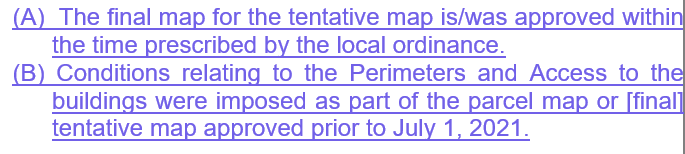 (A) The final map for the tentative map is/was approved within
the time prescribed by the local ordinance.
(B) Conditions relating to the Perimeters and Access to the
buildings were imposed as part of the parcel map or [final]
tentative map approved prior to July 1, 2021.